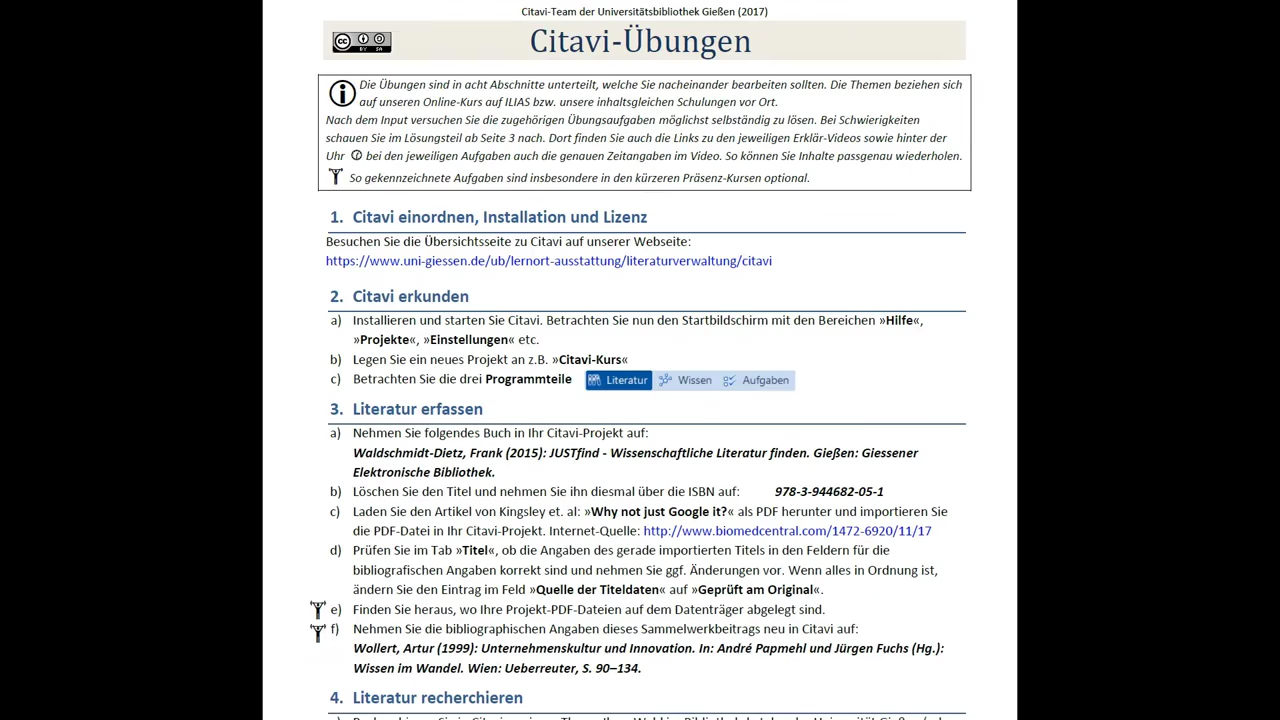 Citavi-Team der Universitätsbibliothek Gießen (2017)
Citavi-Übungen
Die Übungen sind in acht Abschnitte unterteilt, welche Sie nacheinander bearbeiten sollten. Die Themen beziehen sich
auf unseren Online-Kurs auf ILIAS bzw. unsere inhaltsgleichen Schulungen vor Ort.
Nach dem Input versuchen Sie die zugehörigen Übungsaufgaben möglichst selbständig zu lösen. Bei Schwierigkeiten
schauen Sie im Lösungsteil ab Seite 3 nach. Dort finden Sie auch die Links zu den jeweiligen Erklär-Videos sowie hinter der
Uhr bei den jeweiligen Aufgaben auch die genauen Zeitangaben im Video. So können Sie Inhalte passgenau wiederholen.
So gekennzeichnete Aufgaben sind insbesondere in den kürzeren Präsenz-Kursen optional.
1. Citavi einordnen, Installation und Lizenz
Besuchen Sie die Übersichtsseite zu Citavi auf unserer Webseite:
https://www.uni-giessen.de/ub/lernort-ausstattung/literaturverwaltung/citavi
2. Citavi erkunden
a) Installieren und starten Sie Citavi. Betrachten Sie nun den Startbildschirm mit den Bereichen »Hilfe«,
»Projekte«, »Einstellungen« etc.
b) Legen Sie ein neues Projekt an z.B. »Citavi-Kurs«
c) Betrachten Sie die drei Programmteile Literatur Wissen Aufgaben
3. Literatur erfassen
a) Nehmen Sie folgendes Buch in Ihr Citavi-Projekt auf:
Waldschmidt-Dietz, Frank (2015): JUSTfind - Wissenschaftliche Literatur finden. Gießen: Giessener
Elektronische Bibliothek.
b) Löschen Sie den Titel und nehmen Sie ihn diesmal über die ISBN auf: 978-3-944682-05-1
c) Laden Sie den Artikel von Kingsley et. al: »Why not just Google it?« als PDF herunter und importieren Sie
die PDF-Datei in Ihr Citavi-Projekt. Internet-Quelle: http://www.biomedcentral.com/1472-6920/11/17
d) Prüfen Sie im Tab »Titel«, ob die Angaben des gerade importierten Titels in den Feldern für die
bibliografischen Angaben korrekt sind und nehmen Sie ggf. Änderungen vor. Wenn alles in Ordnung ist,
ändern Sie den Eintrag im Feld »Quelle der Titeldaten« auf »Geprüft am Original«.
e) Finden Sie heraus, wo Ihre Projekt-PDF-Dateien auf dem Datenträger abgelegt sind.
f) Nehmen Sie die bibliographischen Angaben dieses Sammelwerkbeitrags neu in Citavi auf:
Wollert, Artur (1999): Unternehmenskultur und Innovation. In: André Papmehl und Jürgen Fuchs (Hg.):
Wissen im Wandel. Wien: Ueberreuter, S. 90–134.
4. Literatur recherchieren